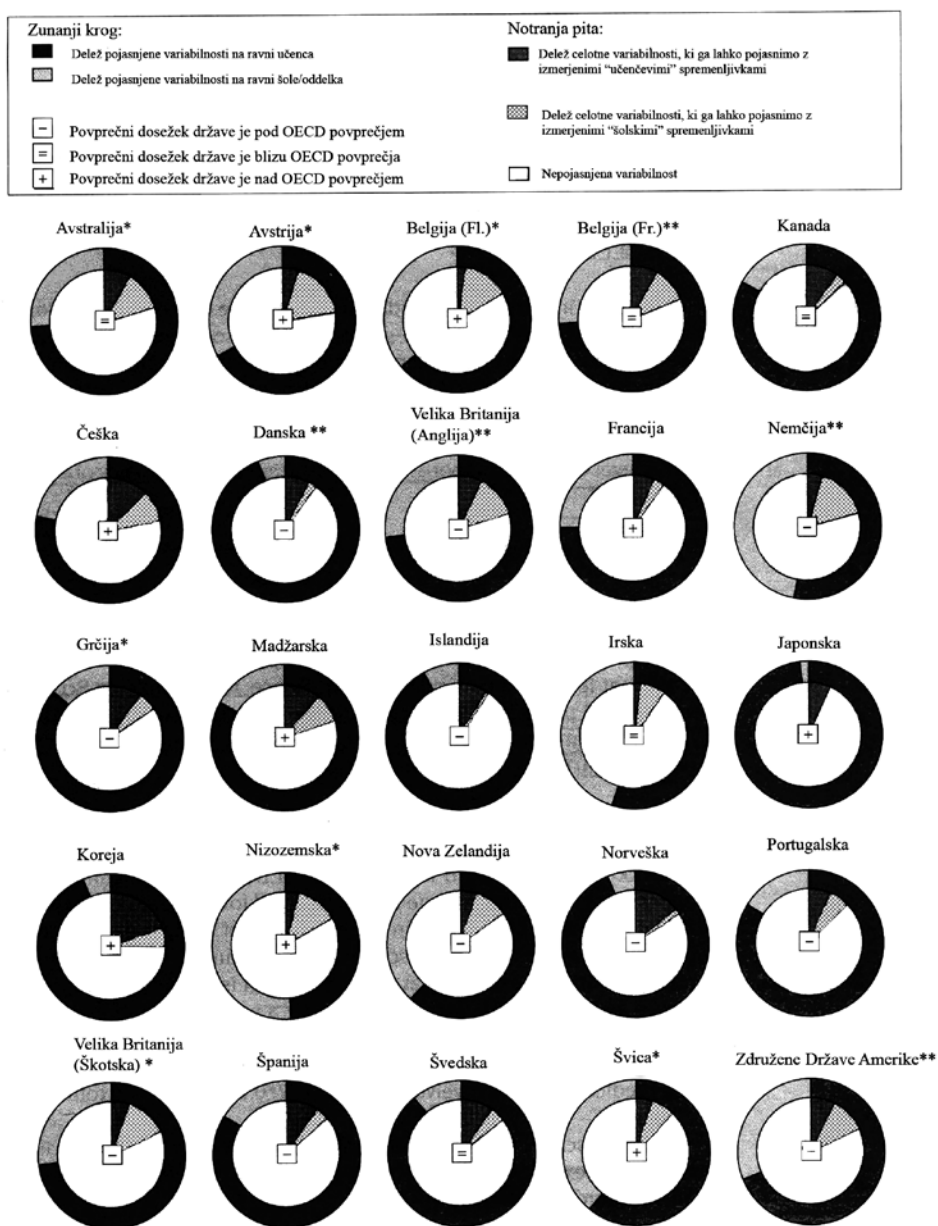 Zunanji krog:
Delež pojasnjene variabilnosti na ravni učenca
Delež pojasnjene variabilnosti na ravni šole/oddelka
− Povprečni dosežek države je pod OECD povprečjem
= Povprečni dosežek države je blizu OECD povprečja
+ Povprečni dosežek države je nad OECD povprečjem
Notranja pita:
Delež celotne variabilnosti, ki ga lahko pojasnimo z
izmerjenimi "učenčevimi" spremenljivkami
Delež celotne variabilnosti, ki ga lahko pojasnimo z
izmerjenimi "šolskimi" spremenljivkami
Nepojasnjena variabilnost
Avstralija*
Avstrija*
Belgija (Fl.)*
Belgija (Fr.)**
Kanada
= + + = =
Češka
Danska **
Velika Britanija
(Anglija)**
Francija
Nemčija**
+ − − + −
Grčija*
Madžarska
Islandija
Irska
Japonska
− + − = +
Koreja
Nizozemska*
Nova Zelandija
Norveška
Portugalska
+ + − − −
Velika Britanija
(Škotska) *
Španija
Švedska
Švica*
Združene Države Amerike**
− − = + −